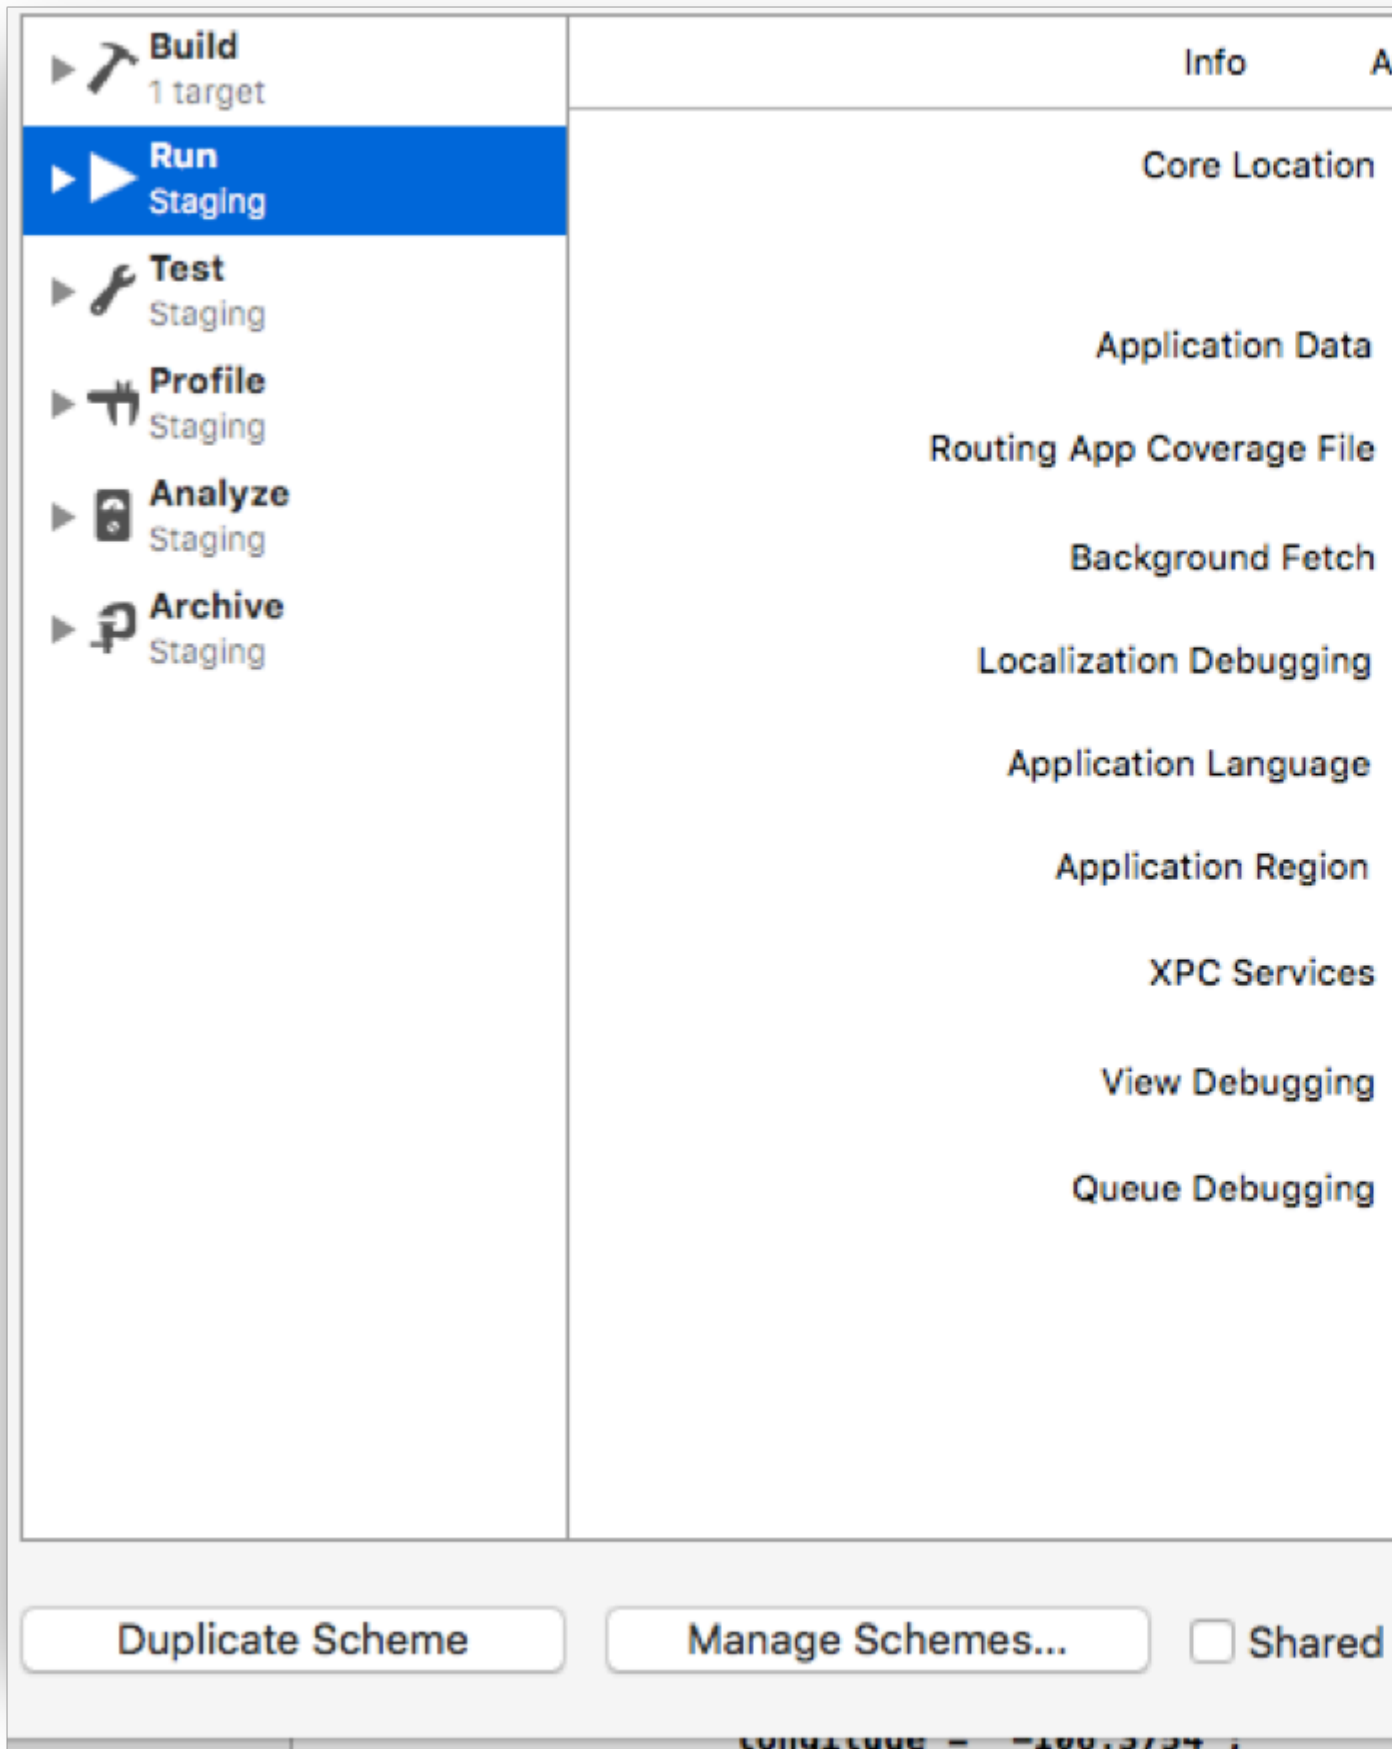 Build
1 target
Run
Staging
Test
Staging
Profile
Staging
Analyze
Staging
Archive
Staging
Info
Core Location
Application Data
Routing App Coverage File
Background Fetch
Localization Debugging
Application Language
Application Region
XPC Services
View Debugging
Queue Debugging
Duplicate Scheme
Manage Schemes...
Shared